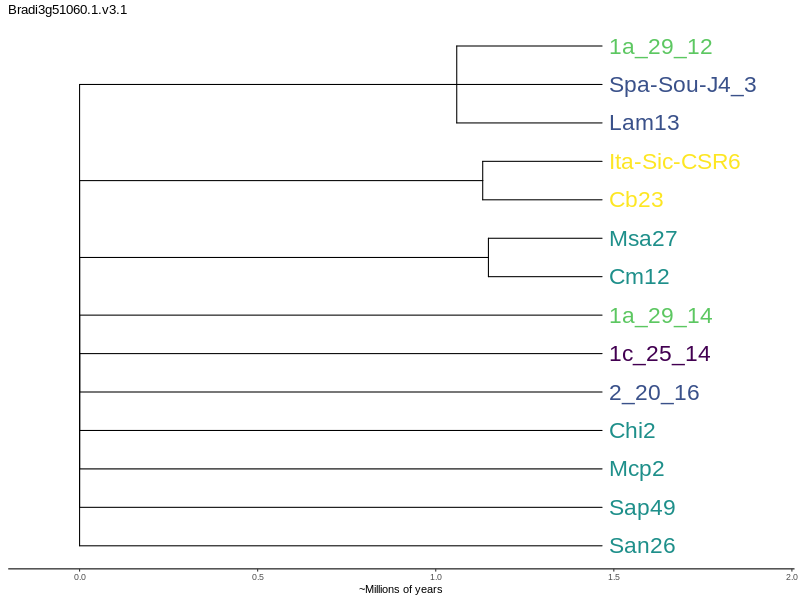 Bradi3g51060.1.v3.1
1a_29_12
Spa-Sou-J4_3
Lam13
Ita-Sic-CSR6
Cb23
Msa27
Cm12
1a_29_14
1c_25_14
2_20_16
Chi2
Mcp2
Sap49
San26
0.0 0.5 1.0 1.5 2.0
~Millions of years